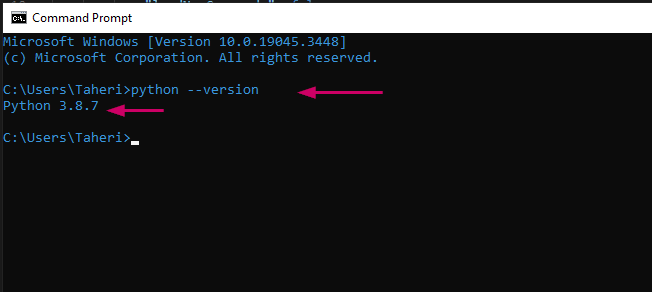 Command Prompt
Microsoft Windows [Version 10.0.19045.3448]
(c) Microsoft Corporation. All rights reserved.
C:\Users\Taheri>python --version
Python 3.8.7
C:\Users\Taheri>